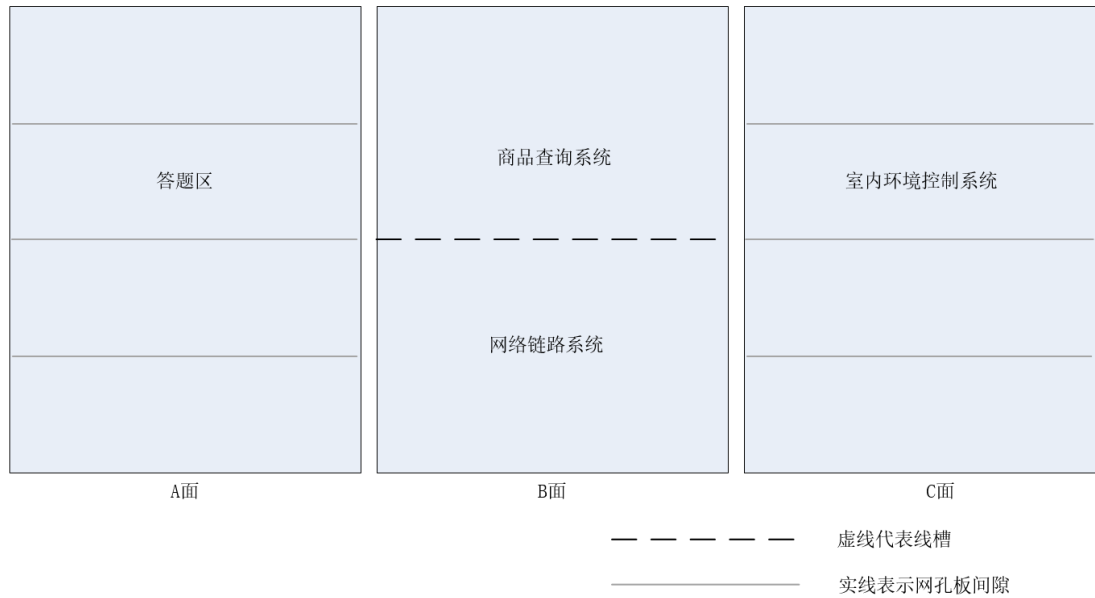 商品查询系统
答题区
室内环境控制系统
网络链路系统
A面
B面
C面
虚线代表线槽
实线表示网孔板间隙